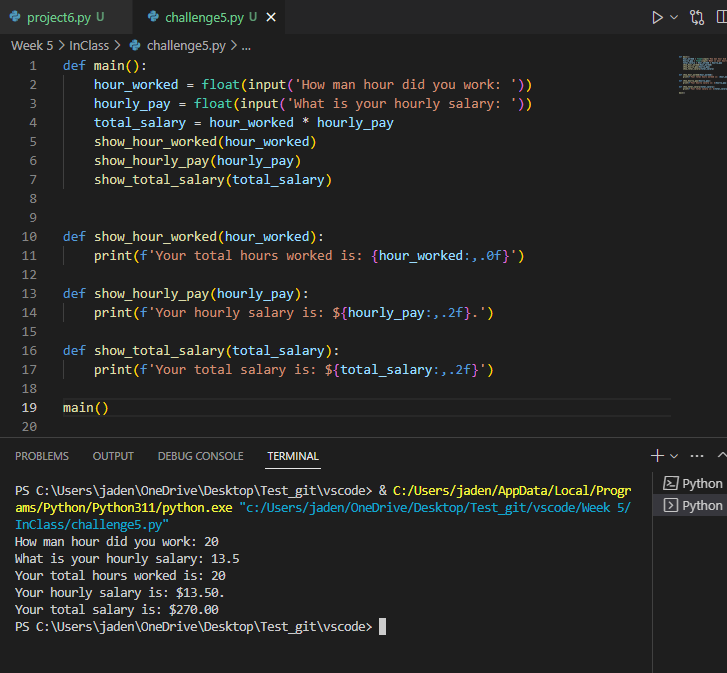 project6.py U
challenge5.py U
Week 5 > InClass > challenge5.py > ...
1 def main():
2 hour_worked = float(input('How man hour did you work: '))
3 hourly_pay = float(input('What is your hourly salary: '))
4 total_salary = hour_worked * hourly_pay
5 show_hour_worked(hour_worked)
6 show_hourly_pay(hourly_pay)
7 show_total_salary(total_salary)
8
9
10 def show_hour_worked(hour_worked):
11 print(f'Your total hours worked is: {hour_worked:,.0f}')
12
13 def show_hourly_pay(hourly_pay):
14 print(f'Your hourly salary is: ${hourly_pay:,.2f}.')
15
16 def show_total_salary(total_salary):
17 print(f'Your total salary is: ${total_salary:,.2f}')
18
19 main()
20
PROBLEMS OUTPUT DEBUG CONSOLE TERMINAL
PS C:\Users\jaden\OneDrive\Desktop\Test_git\vscode> & C:/Users/jaden/AppData/Local/Progr
ams/Python/Python311/python.exe "c:/Users/jaden/OneDrive/Desktop/Test_git/vscode/Week 5/
InClass/challenge5.py"
How man hour did you work: 20
What is your hourly salary: 13.5
Your total hours worked is: 20
Your hourly salary is: $13.50.
Your total salary is: $270.00
PS C:\Users\jaden\OneDrive\Desktop\Test_git\vscode>
Python
Python